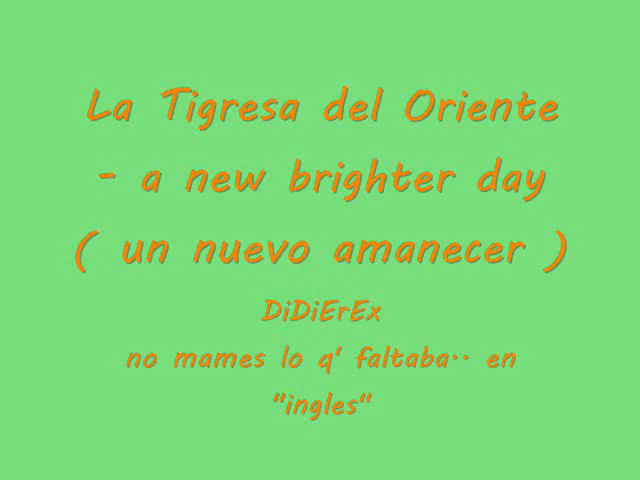 La Tigresa del Oriente
- a new brighter day
( un nuevo amanecer )
DiDiErEx
no mames lo q' faltaba.. en
"ingles"